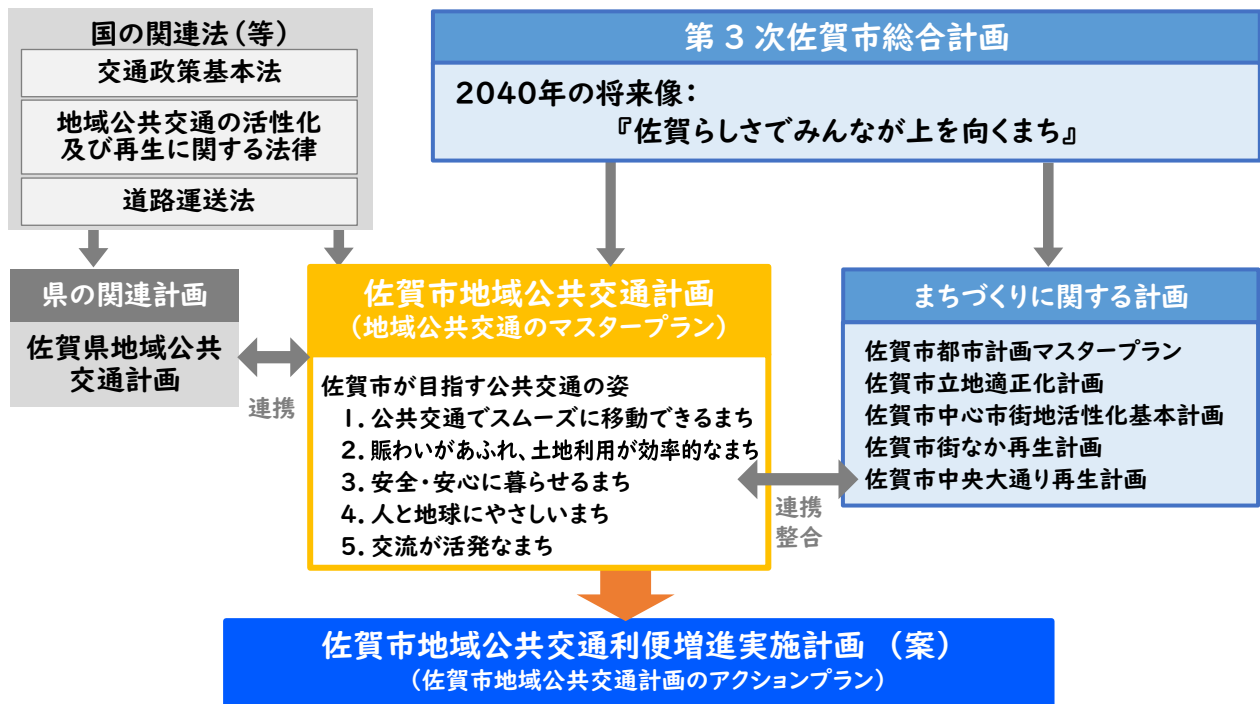 国の関連法（等）
交通政策基本法
地域公共交通の活性化
及び再生に関する法律
道路運送法
第3次佐賀市総合計画
2040年の将来像：
『佐賀らしさでみんなが上を向くまち』
県の関連計画
佐賀県地域公共
交通計画
連携
佐賀市地域公共交通計画
（地域公共交通のマスタープラン）
佐賀市が目指す公共交通の姿
1. 公共交通でスムーズに移動できるまち
2. 賑わいがあふれ、土地利用が効率的なまち
3. 安全・安心に暮らせるまち
4. 人と地球にやさしいまち
5. 交流が活発なまち
連携
整合
まちづくりに関する計画
佐賀市都市計画マスタープラン
佐賀市立地適正化計画
佐賀市中心市街地活性化基本計画
佐賀市街なか再生計画
佐賀市中央大通り再生計画
佐賀市地域公共交通利便増進実施計画 （案）
（佐賀市地域公共交通計画のアクションプラン）